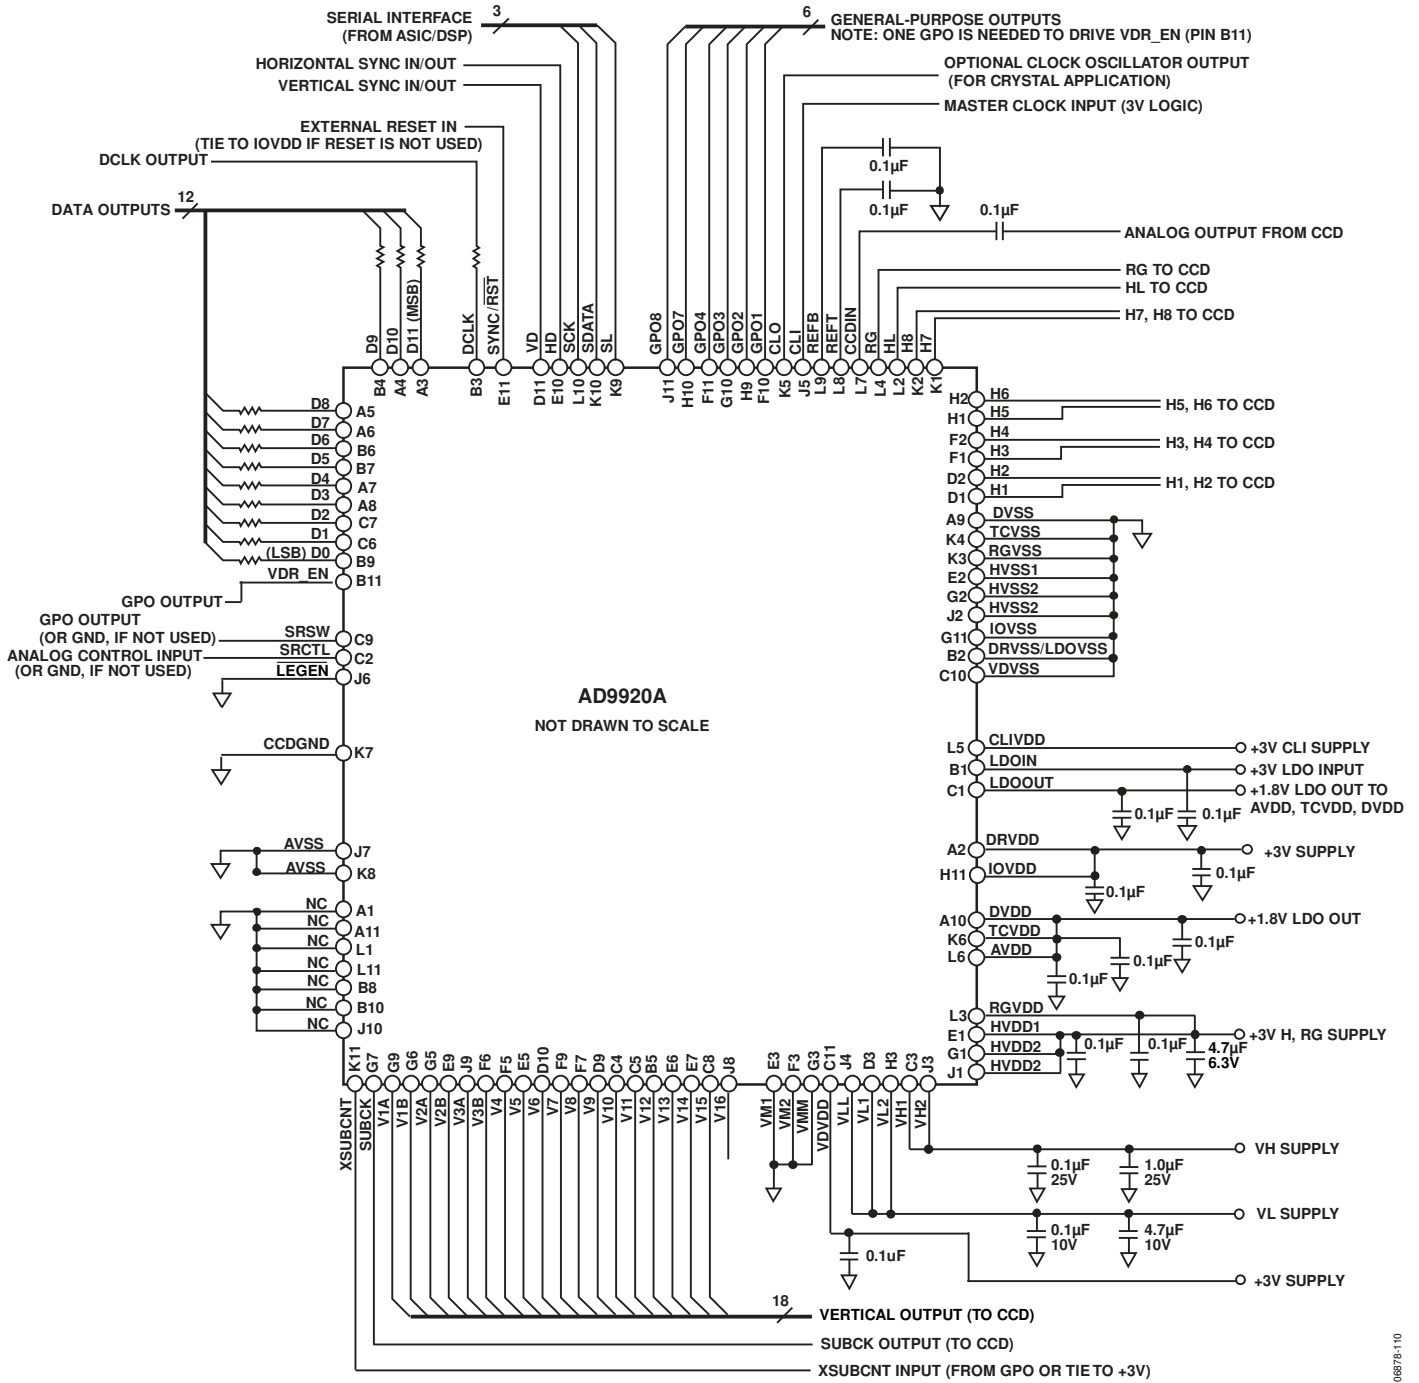 SERIAL INTERFACE
(FROM ASIC/DSP)
3
6
GENERAL-PURPOSE OUTPUTS
NOTE: ONE GPO IS NEEDED TO DRIVE VDR_EN (PIN B11)
HORIZONTAL SYNC IN/OUT
VERTICAL SYNC IN/OUT
OPTIONAL CLOCK OSCILLATOR OUTPUT
(FOR CRYSTAL APPLICATION)
MASTER CLOCK INPUT (3V LOGIC)
EXTERNAL RESET IN
(TIE TO IOVDD IF RESET IS NOT USED)
DCLK OUTPUT
0.1µF
0.1µF
DATA OUTPUTS
12
0.1µF
ANALOG OUTPUT FROM CCD
RG TO CCD
HL TO CCD
H7, H8 TO CCD
D9
D10
D11 (MSB)
DCLK
SYNC/RST
VD
HD
SCK
SDATA
SL
GPO8
GPO7
GPO4
GPO3
GPO2
GPO1
CLO
CLI
REFB
REFT
CCDIN
RG
HL
H8
H7
B4
A4
A3
B3
E11
D11
E10
L10
K10
K9
J11
H10
F11
G10
H9
F10
K5
J5
L9
L8
L7
L4
L2
K2
K1
D8 A5
D7 A6
D6 B6
D5 B7
D4 A7
D3 A8
D2 C7
D1 C6
(LSB) D0 B9
VDR_EN B11
GPO OUTPUT
GPO OUTPUT
(OR GND, IF NOT USED)
SRSW C9
ANALOG CONTROL INPUT
(OR GND, IF NOT USED)
SRCTL C2
LEGEN J6
CCDGND K7
AVSS J7
AVSS K8
NC A1
NC A11
NC L1
NC L11
NC B8
NC B10
NC J10
AD9920A
NOT DRAWN TO SCALE
H2 H6
H1 H5
H5, H6 TO CCD
F2 H4
F1 H3
H3, H4 TO CCD
D2 H2
D1 H1
H1, H2 TO CCD
A9 DVSS
K4 TCVSS
K3 RGVSS
E2 HVSS1
G2 HVSS2
J2 HVSS2
G11 IOVSS
B2 DRVSS/LDOVSS
C10 VDVSS
L5 CLIVDD +3V CLI SUPPLY
B1 LDOIN +3V LDO INPUT
C1 LDOOUT +1.8V LDO OUT TO
AVDD, TCVDD, DVDD
0.1µF
0.1µF
A2 DRVDD +3V SUPPLY
H11 IOVDD
0.1µF
0.1µF
A10 DVDD +1.8V LDO OUT
K6 TCVDD
L6 AVDD
0.1µF
0.1µF
0.1µF
L3 RGVDD
E1 HVDD1 +3V H, RG SUPPLY
G1 HVDD2
J1 HVDD2
0.1µF
0.1µF
4.7µF
6.3V
K11
G7
G9
G6
G5
E9
J9
F6
F5
E5
D10
F9
F7
D9
C4
C5
B5
E6
E7
C8
J8
E3
F3
G3
C11
J4
D3
H3
C3
J3
XSUBCNT
SUBCK
V1A
V1B
V2A
V2B
V3A
V3B
V4
V5
V6
V7
V8
V9
V10
V11
V12
V13
V14
V15
V16
VM1
VM2
VMM
VDVDD
VLL
VL1
VL2
VH1
VH2
VH SUPPLY
0.1µF
25V
1.0µF
25V
VL SUPPLY
0.1µF
10V
4.7µF
10V
0.1uF
+3V SUPPLY
18
VERTICAL OUTPUT (TO CCD)
SUBCK OUTPUT (TO CCD)
XSUBCNT INPUT (FROM GPO OR TIE TO +3V)
06878-110